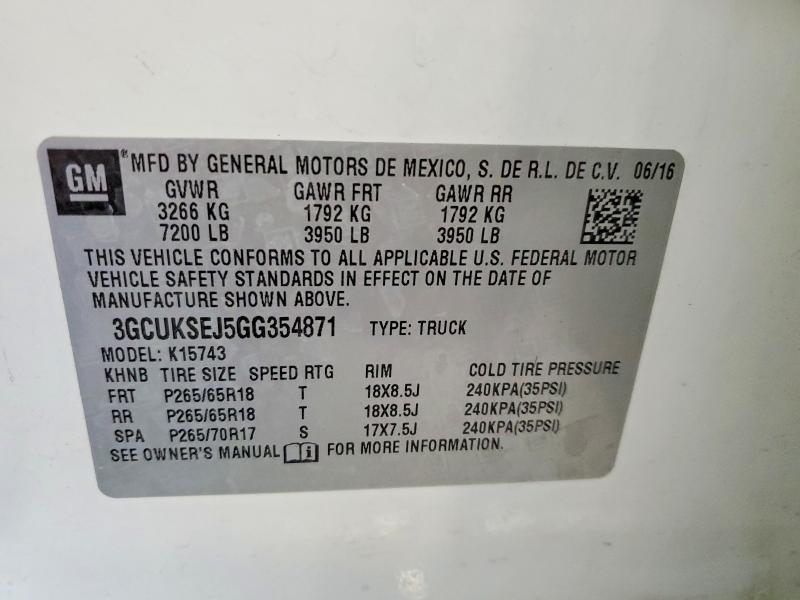 GM ® MFD BY GENERAL MOTORS DE MEXICO, S. DE R.L. DE C.V. 06/16
GVWR GAWR FRT GAWR RR
3266 KG 1792 KG 1792 KG
7200 LB 3950 LB 3950 LB
THIS VEHICLE CONFORMS TO ALL APPLICABLE U.S. FEDERAL MOTOR
VEHICLE SAFETY STANDARDS IN EFFECT ON THE DATE OF
MANUFACTURE SHOWN ABOVE.
3GCUKSEJ5GG354871 TYPE: TRUCK
MODEL: K15743
KHNB TIRE SIZE SPEED RTG RIM COLD TIRE PRESSURE
FRT P265/65R18 T 18X8.5J 240KPA(35PSI)
RR P265/65R18 T 18X8.5J 240KPA(35PSI)
SPA P265/70R17 S 17X7.5J 240KPA(35PSI)
SEE OWNER'S MANUAL i FOR MORE INFORMATION.